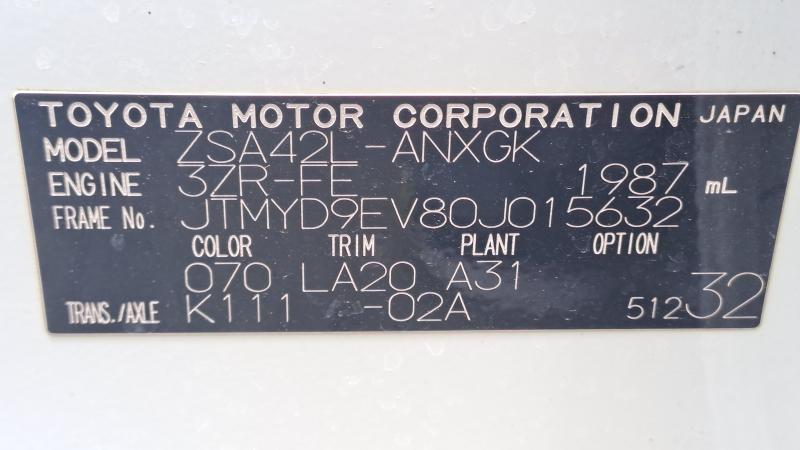 TOYOTA MOTOR CORPORATION JAPAN
MODEL ZSA42L-ANXGK
ENGINE 3ZR-FE 1987 mL
FRAME No. JTMYD9EV80J015632
COLOR TRIM PLANT OPTION
070 LA20 A31
TRANS./AXLE K111 -02A 51232